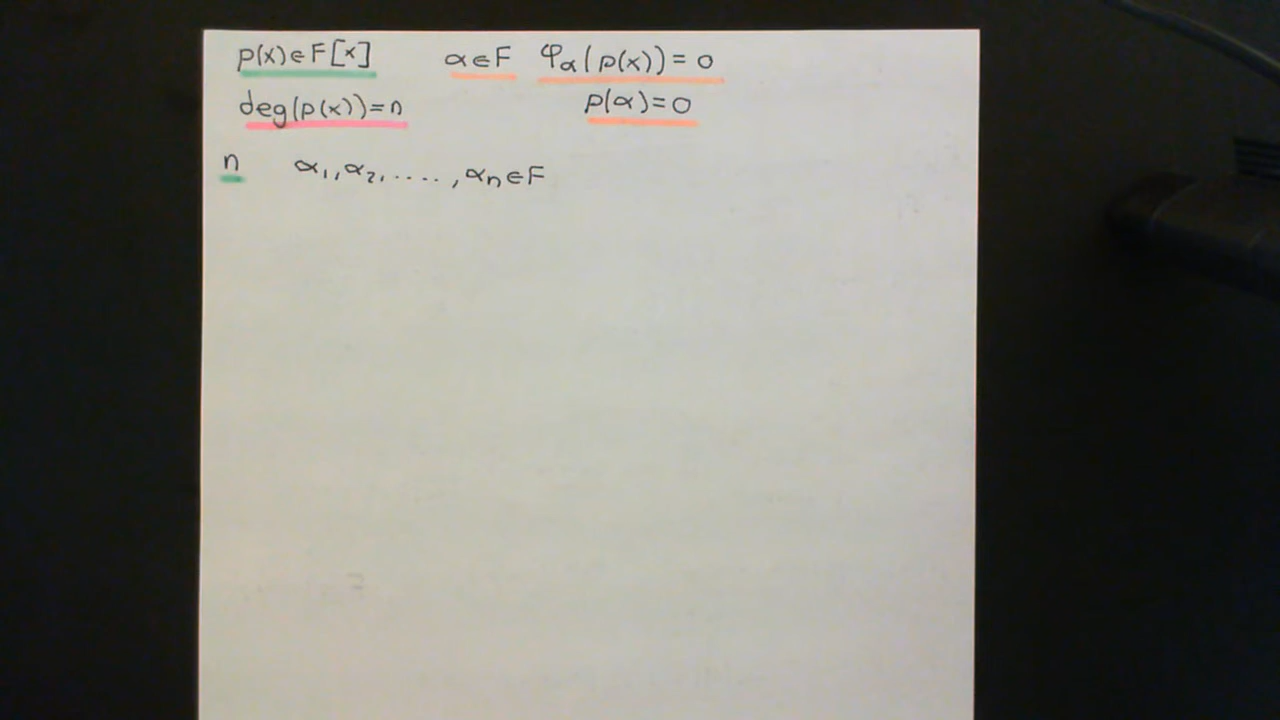 p(x)∈F[x] α∈F φα(p(x))=0
deg(p(x))=n p(α)=0
n α₁,α₂,....,αₙ∈F